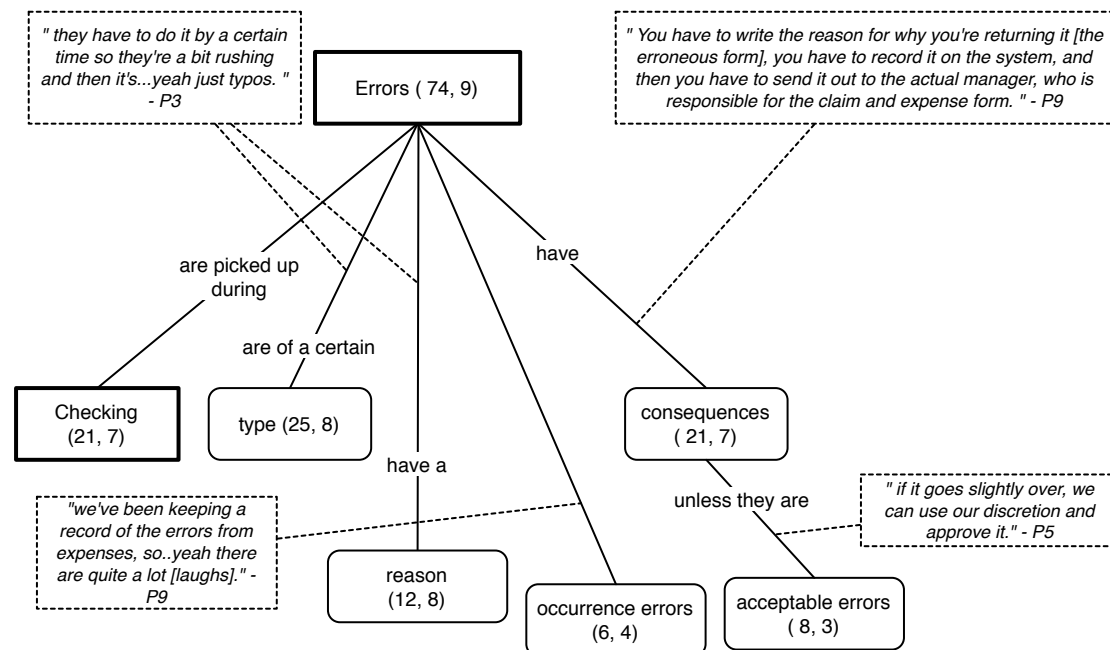 " they have to do it by a certain
time so they're a bit rushing
and then it's...yeah just typos. "
- P3
Errors ( 74, 9)
" You have to write the reason for why you're returning it [the
erroneous form], you have to record it on the system, and
then you have to send it out to the actual manager, who is
responsible for the claim and expense form. " - P9
are picked up
during
have
are of a certain
Checking
(21, 7)
type (25, 8)
consequences
( 21, 7)
have a
unless they are
"we've been keeping a
record of the errors from
expenses, so..yeah there
are quite a lot [laughs]." -
P9
" if it goes slightly over, we
can use our discretion and
approve it." - P5
reason
(12, 8)
occurrence errors
(6, 4)
acceptable errors
( 8, 3)